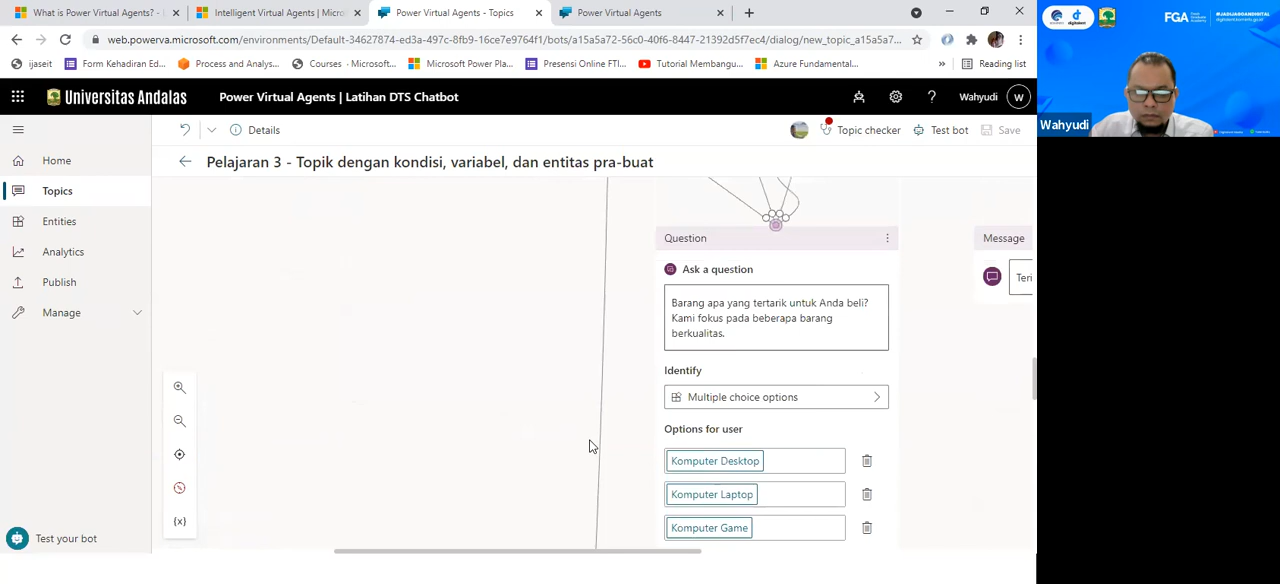 What is Power Virtual Agents? -
Intelligent Virtual Agents | Micros
Power Virtual Agents - Topics
Power Virtual Agents
web.powerva.microsoft.com/environments/Default-34627874-ed3a-497c-8fb9-16ce7e9764f1/bots/a15a5a72-56c0-40f6-8447-21392d5f7ec4/dialog/new_topic_a15a5a7...
ijaseit
Form Kehadiran Ed...
Process and Analys...
Courses - Microsoft...
Microsoft Power Pla...
Presensi Online FTI...
Tutorial Membangu...
Azure Fundamental...
»
Reading list
Universitas Andalas
Power Virtual Agents | Latihan DTS Chatbot
Wahyudi
W
Details
Topic checker
Test bot
Save
Home
Topics
Entities
Analytics
Publish
Manage
Test your bot
Pelajaran 3 - Topik dengan kondisi, variabel, dan entitas pra-buat
(x)
Question
Ask a question
Barang apa yang tertarik untuk Anda beli?
Kami fokus pada beberapa barang
berkualitas.
Identify
Multiple choice options
Options for user
Komputer Desktop
Komputer Laptop
Komputer Game
Message
Teri
digitalent
FGA
#JADIJAGOANDIGITAL
Wahyudi